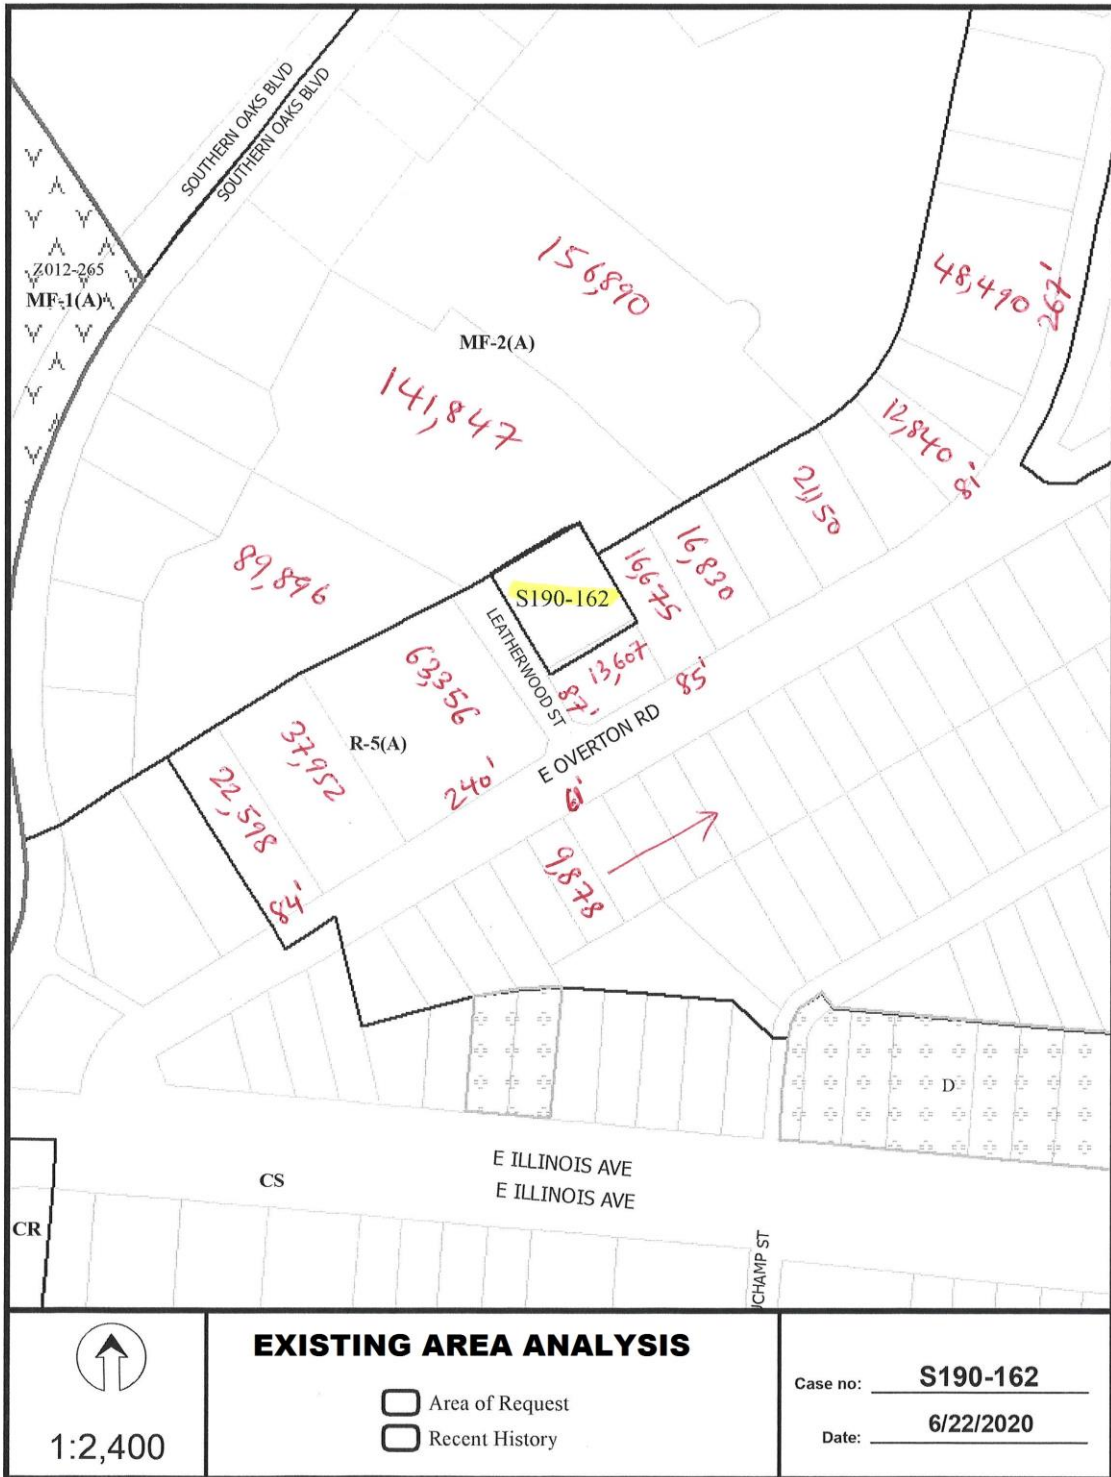 SOUTHERN OAKS BLVD
SOUTHERN OAKS BLVD
Z012-265
MF-1(A)
156,890
48,490
267'
MF-2(A)
141,847
12,840
81'
21,150
16,830
16,675
89,896
S190-162
LEATHERWOOD ST
13,607
87'
85'
63,356
R-5(A)
37,952
240'
E OVERTON RD
22,598
84'
61'
9,878
D
E ILLINOIS AVE
E ILLINOIS AVE
CS
CR
JCHAMP ST
1:2,400
EXISTING AREA ANALYSIS
Area of Request
Recent History
Case no: S190-162
Date: 6/22/2020